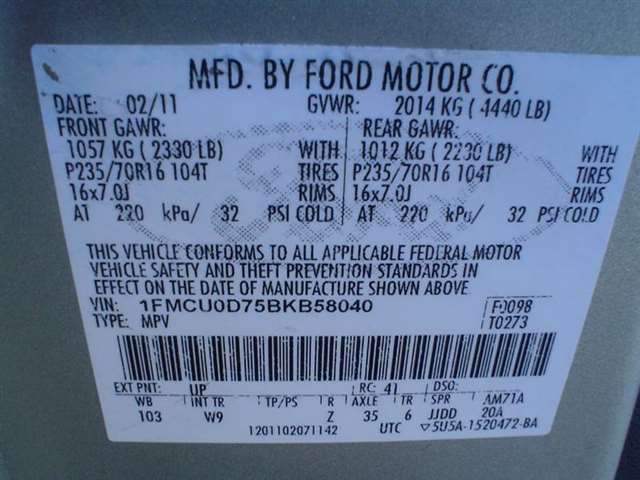 MFD. BY FORD MOTOR CO.
DATE: 02/11 GVWR: 2014 KG ( 4440 LB)
FRONT GAWR: REAR GAWR:
1057 KG ( 2330 LB) WITH 1012 KG ( 2230 LB) WITH
P235/70R16 104T TIRES P235/70R16 104T TIRES
16x7.0J RIMS 16x7.0J RIMS
AT 220 kPa/ 32 PSI COLD AT 220 kPa/ 32 PSI COLD
THIS VEHICLE CONFORMS TO ALL APPLICABLE FEDERAL MOTOR
VEHICLE SAFETY AND THEFT PREVENTION STANDARDS IN
EFFECT ON THE DATE OF MANUFACTURE SHOWN ABOVE.
VIN: 1FMCU0D75BKB58040 F0098
TYPE: MPV T0273
EXT PNT: UP RC: 41 DSO:
WB INT TR TP/PS R AXLE TR SPR AM71A
103 W9 Z 35 6 JJDD 20A
1201102071142 UTC ▽5U5A-1520472-BA